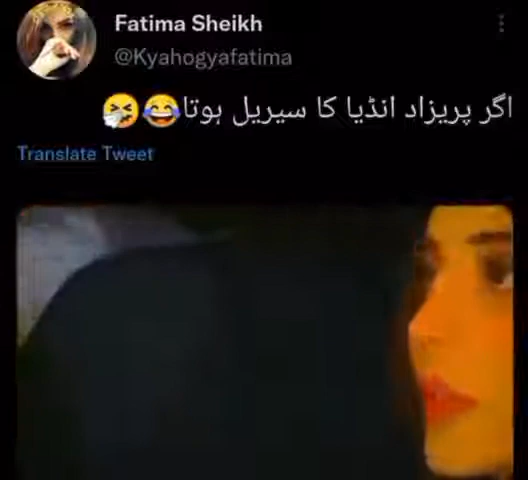 Fatima Sheikh
@Kyahogyafatima
اگر پریزاد انڈیا کا سیریل ہوتا😂🤧
Translate Tweet